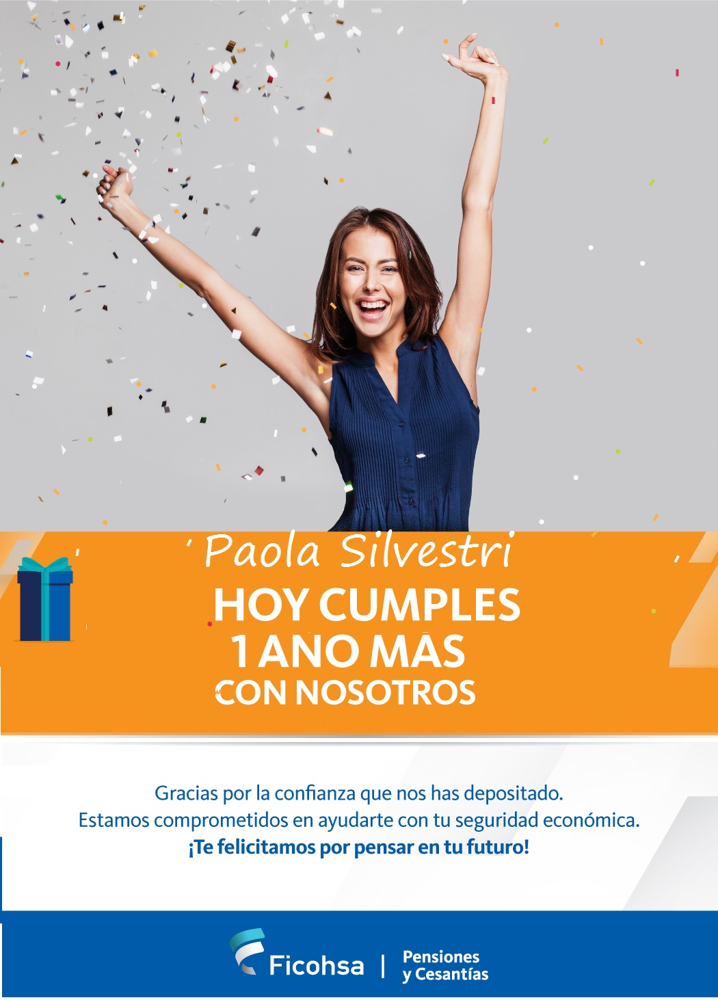 Paola Silvestri
HOY CUMPLES
1 AÑO MÁS
CON NOSOTROS
Gracias por la confianza que nos has depositado.
Estamos comprometidos en ayudarte con tu seguridad económica.
¡Te felicitamos por pensar en tu futuro!
Ficohsa | Pensiones
y Cesantías